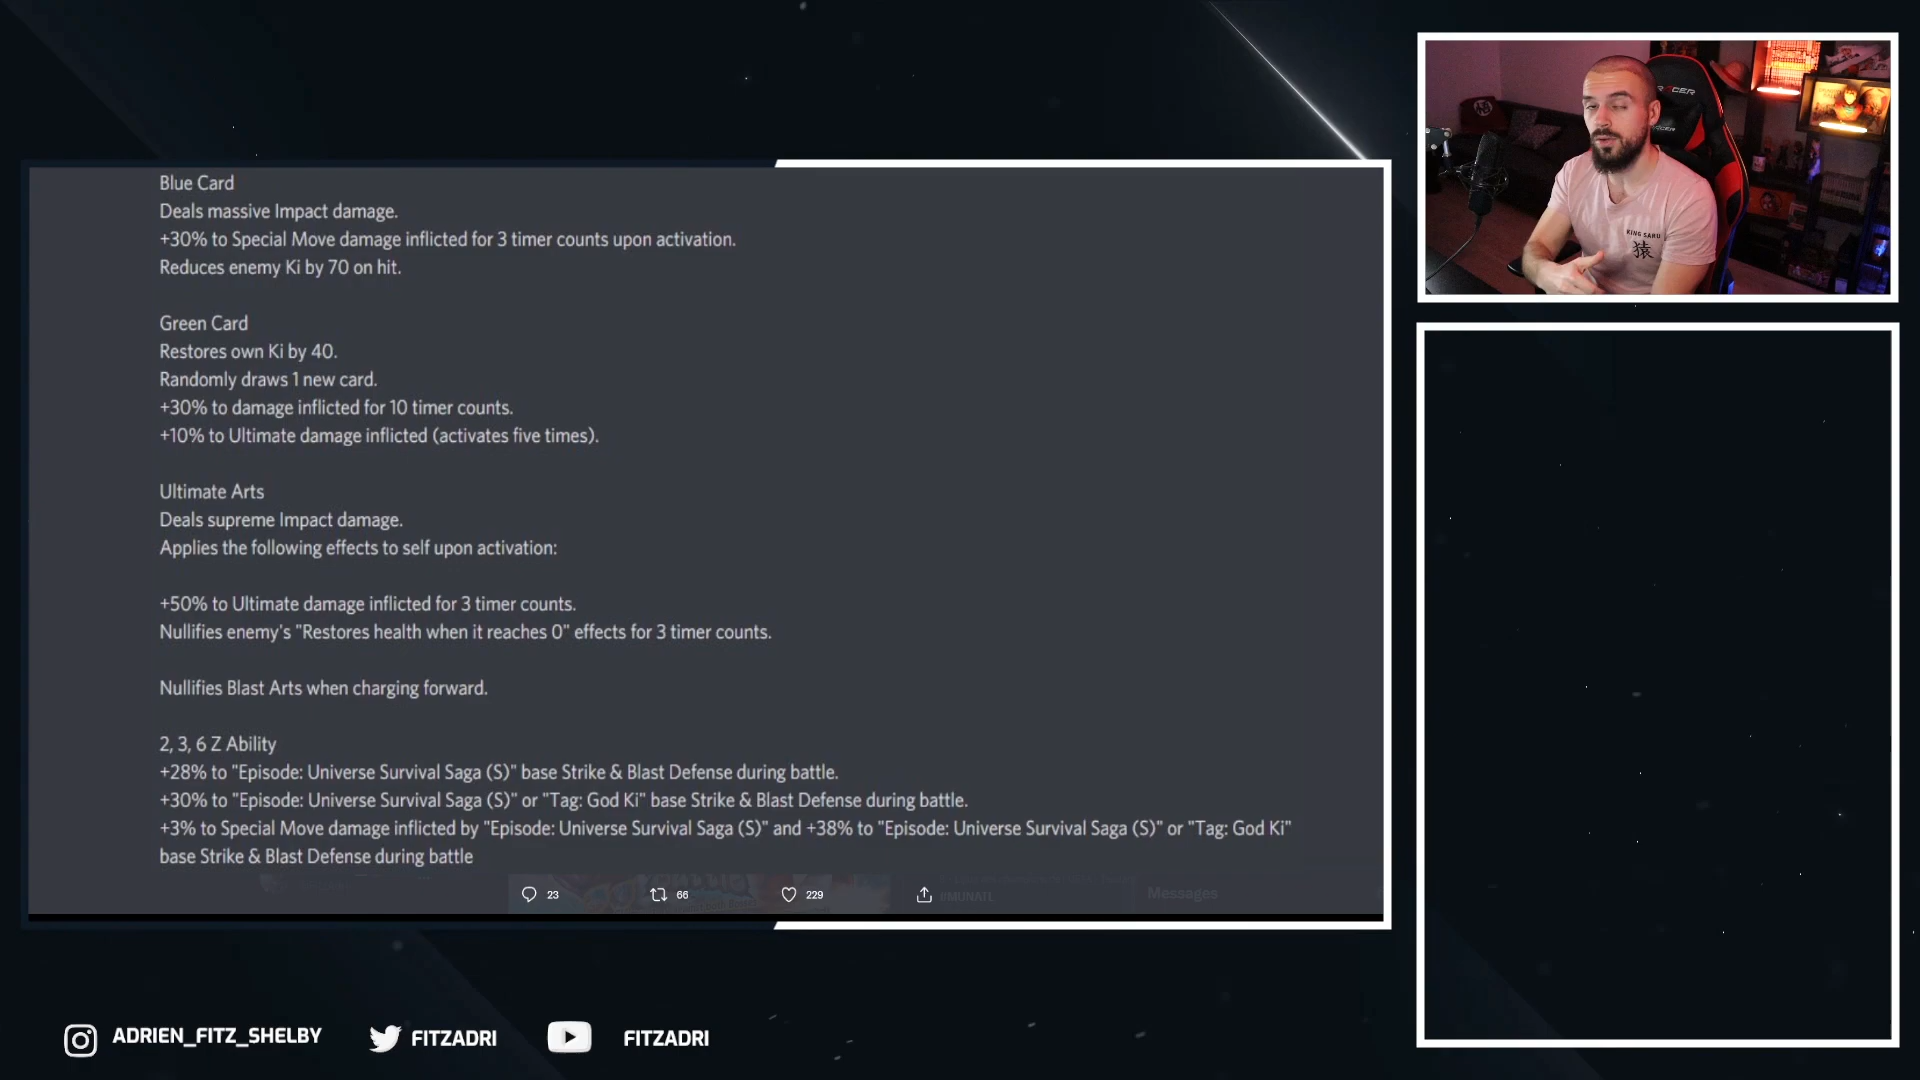 Blue Card
Deals massive Impact damage.
+30% to Special Move damage inflicted for 3 timer counts upon activation.
Reduces enemy Ki by 70 on hit.
Green Card
Restores own Ki by 40.
Randomly draws 1 new card.
+30% to damage inflicted for 10 timer counts.
+10% to Ultimate damage inflicted (activates five times).
Ultimate Arts
Deals supreme Impact damage.
Applies the following effects to self upon activation:
+50% to Ultimate damage inflicted for 3 timer counts.
Nullifies enemy's "Restores health when it reaches 0" effects for 3 timer counts.
Nullifies Blast Arts when charging forward.
2, 3, 6 Z Ability
+28% to "Episode: Universe Survival Saga (S)" base Strike & Blast Defense during battle.
+30% to "Episode: Universe Survival Saga (S)" or "Tag: God Ki" base Strike & Blast Defense during battle.
+3% to Special Move damage inflicted by "Episode: Universe Survival Saga (S)" and +38% to "Episode: Universe Survival Saga (S)" or "Tag: God Ki"
base Strike & Blast Defense during battle
23 66 229
Messages
KING SARU
猿
ADRIEN_FITZ_SHELBY FITZADRI FITZADRI